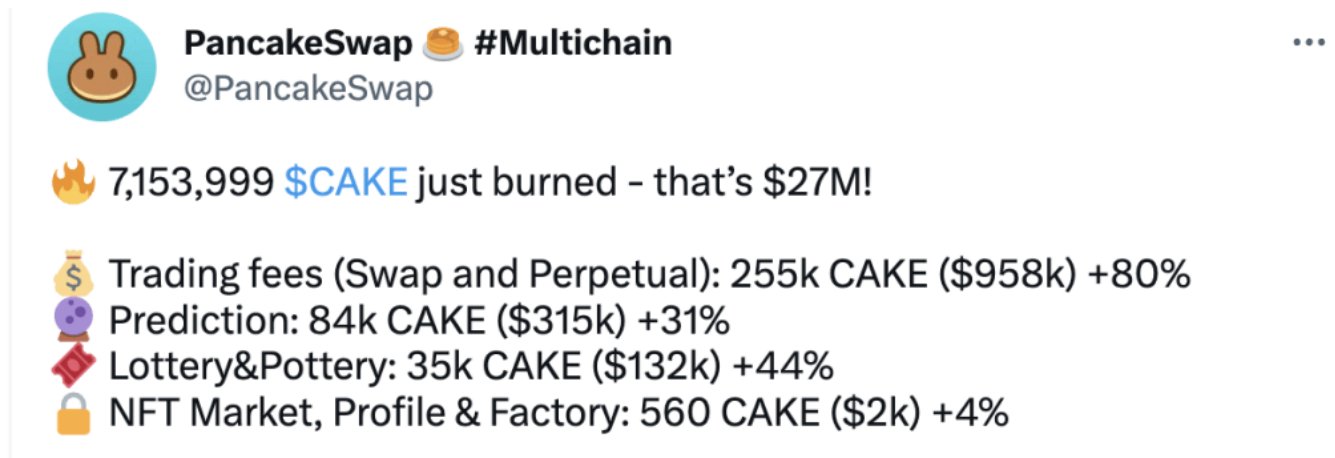 PancakeSwap 🥞 #Multichain
@PancakeSwap
🔥 7,153,999 $CAKE just burned - that’s $27M!
💰 Trading fees (Swap and Perpetual): 255k CAKE ($958k) +80%
🔮 Prediction: 84k CAKE ($315k) +31%
🎟 Lottery&Pottery: 35k CAKE ($132k) +44%
🔒 NFT Market, Profile & Factory: 560 CAKE ($2k) +4%